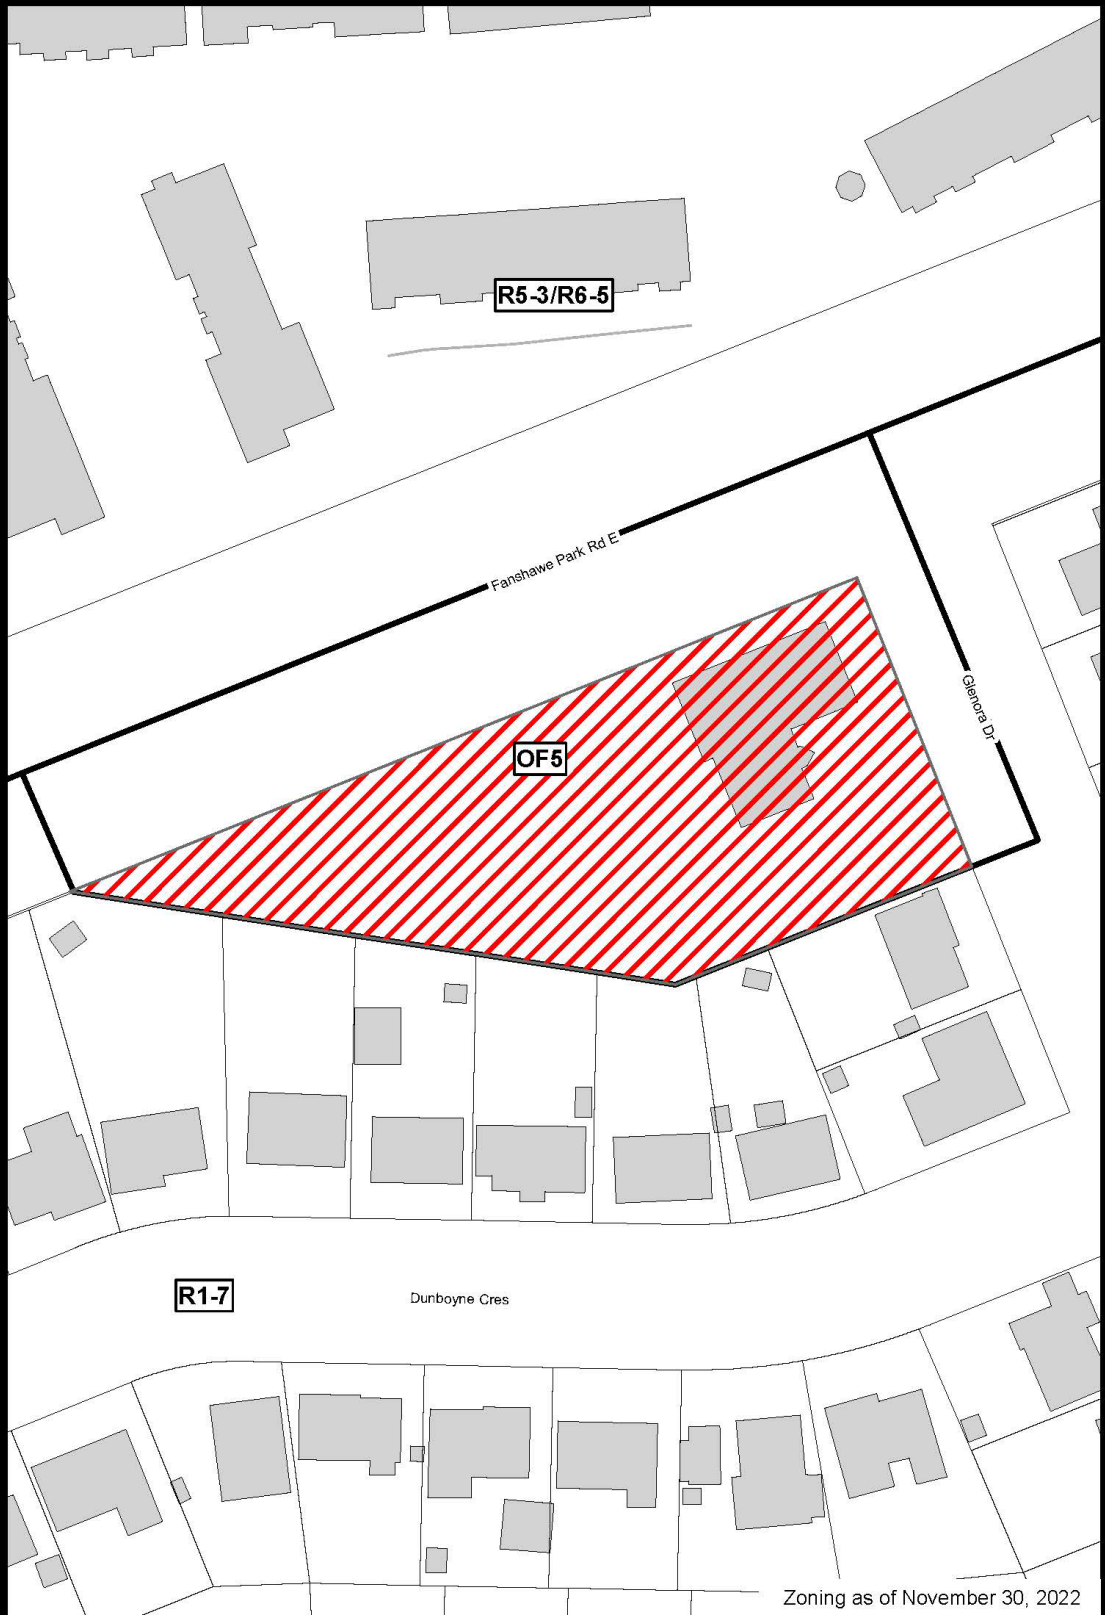 R5-3/R6-5
Fanshawe Park Rd E
Glenora Dr
OF5
R1-7
Dunboyne Cres
Zoning as of November 30, 2022